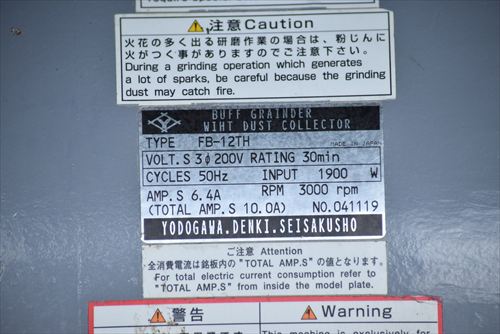 ⚠注意Caution
火花の多く出る研磨作業の場合は、粉じんに
火がつく事がありますのでご注意下さい。
During a grinding operation which generates
a lot of sparks, be careful because the grinding
dust may catch fire.
BUFF GRAINDER
WIHT DUST COLLECTOR
TYPE FB-12TH MADE IN JAPAN
VOLT.S 3φ200V RATING 30min
CYCLES 50Hz INPUT 1900 W
AMP.S 6.4A RPM 3000 rpm
(TOTAL AMP.S 10.0A) NO.041119
YODOGAWA.DENKI.SEISAKUSHO
ご注意 Attention
全消費電流は銘板内の"TOTAL AMP.S"の値となります。
For total electric current consumption refer to
"TOTAL AMP.S" from inside the model plate.
⚠警告 ⚠Warning
This machine is exclusively for